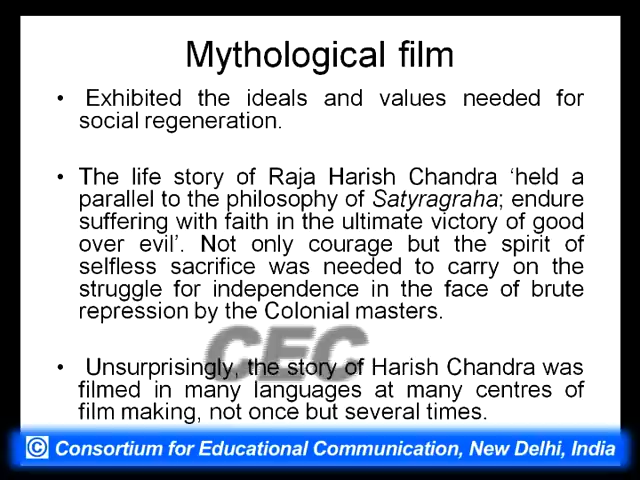 Mythological film
• Exhibited the ideals and values needed for
social regeneration.
• The life story of Raja Harish Chandra ‘held a
parallel to the philosophy of Satyragraha; endure
suffering with faith in the ultimate victory of good
over evil’. Not only courage but the spirit of
selfless sacrifice was needed to carry on the
struggle for independence in the face of brute
repression by the Colonial masters.
CEC
• Unsurprisingly, the story of Harish Chandra was
filmed in many languages at many centres of
film making, not once but several times.
© Consortium for Educational Communication, New Delhi, India